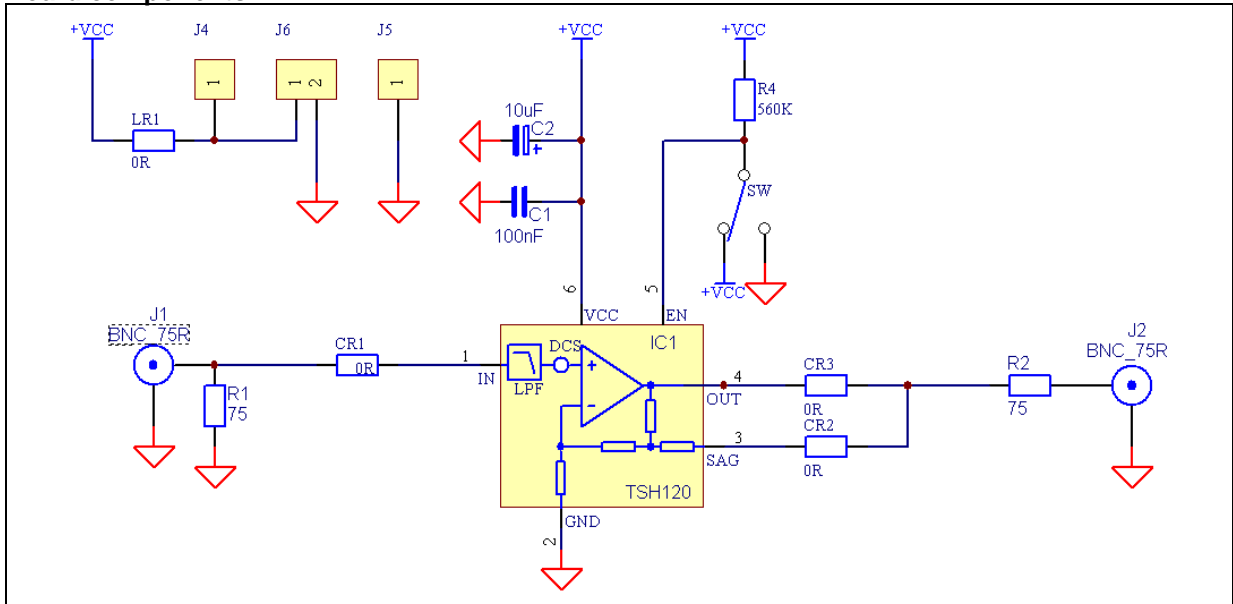 +VCC J4 J6 J5 +VCC +VCC
1 1 2 1
R4
560K
LR1
0R
10uF
C2
+
C1
100nF
SW
+VCC
6 5
VCC EN
J1
BNC_75R
CR1
0R
1
IN
DCS
LPF
IC1
+
-
4
OUT
CR3
0R
CR2
0R
3
SAG
R1
75
R2
75
J2
BNC_75R
TSH120
GND
2